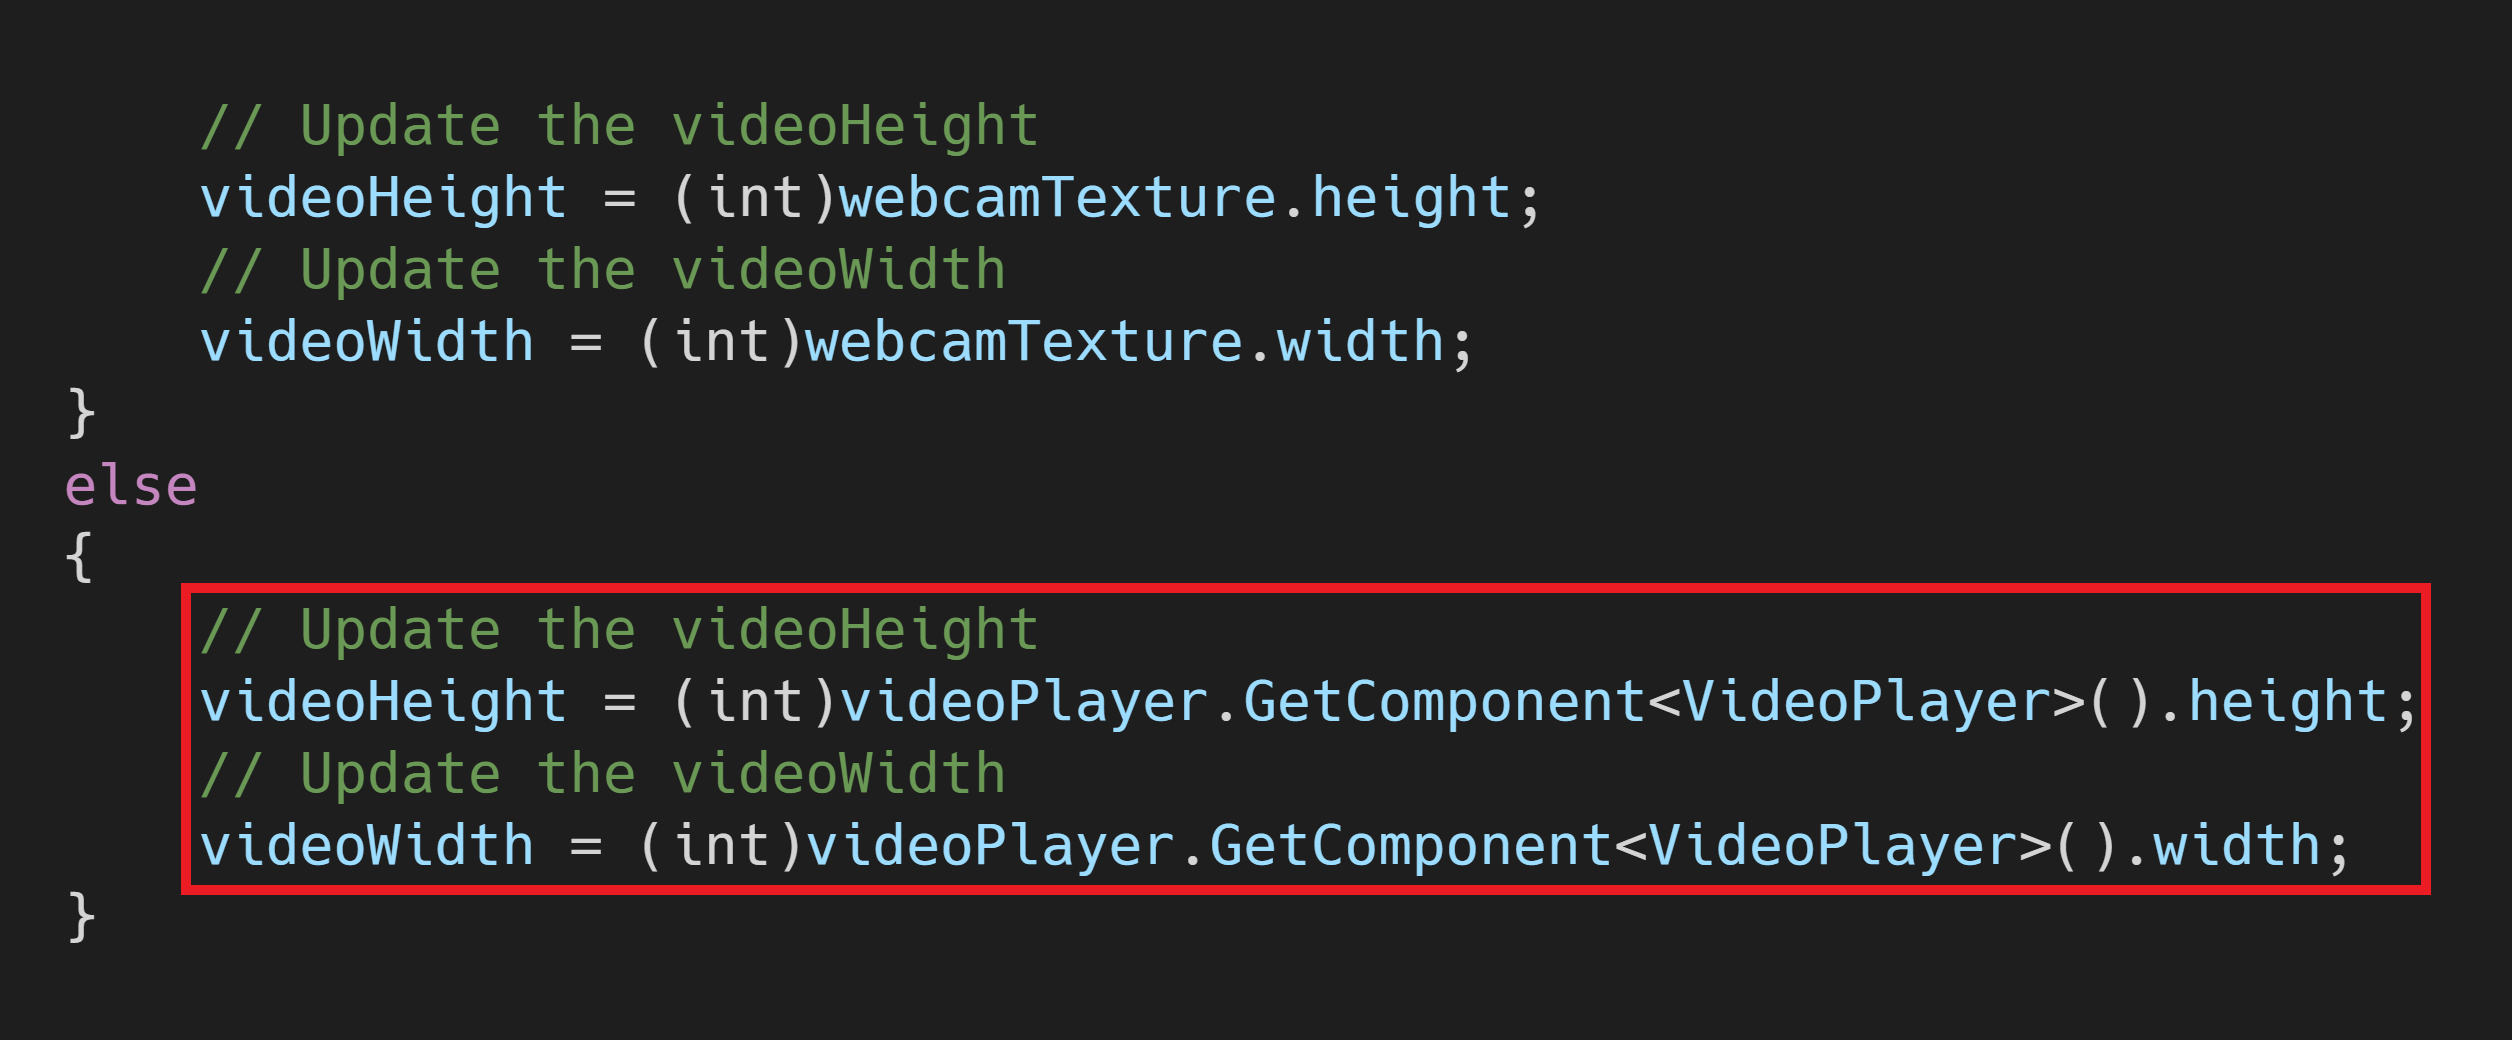 // Update the videoHeight
videoHeight = (int)webcamTexture.height;
// Update the videoWidth
videoWidth = (int)webcamTexture.width;
}
else
{
// Update the videoHeight
videoHeight = (int)videoPlayer.GetComponent<VideoPlayer>().height;
// Update the videoWidth
videoWidth = (int)videoPlayer.GetComponent<VideoPlayer>().width;
}